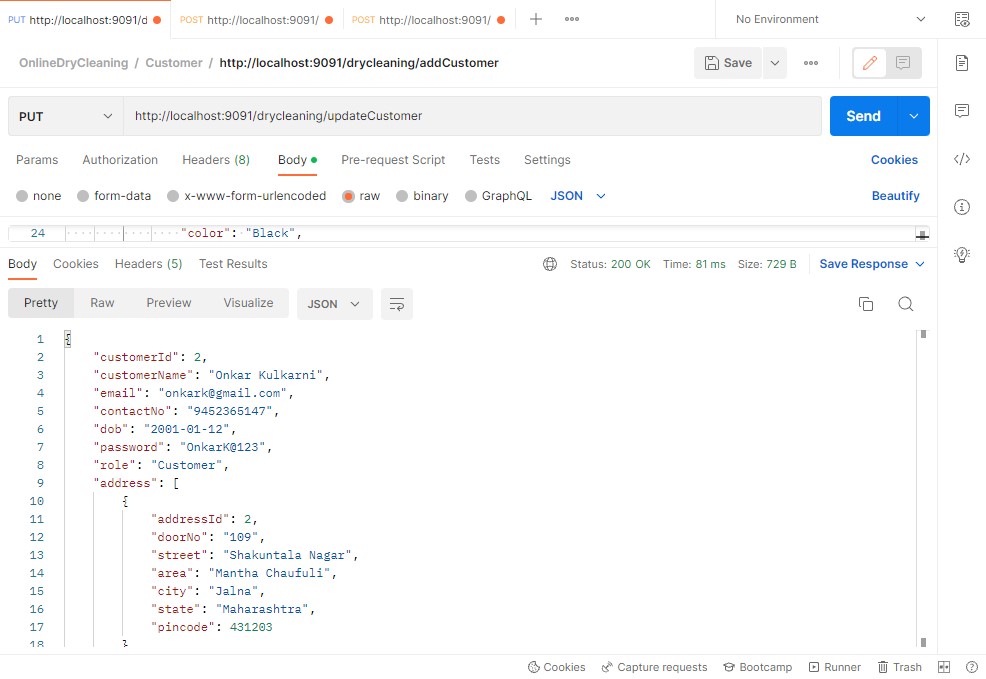 PUT http://localhost:9091/d POST http://localhost:9091/ POST http://localhost:9091/ No Environment
OnlineDryCleaning / Customer / http://localhost:9091/drycleaning/addCustomer Save
PUT http://localhost:9091/drycleaning/updateCustomer Send
Params Authorization Headers (8) Body Pre-request Script Tests Settings Cookies
none form-data x-www-form-urlencoded raw binary GraphQL JSON Beautify
24 "color": "Black",
Body Cookies Headers (5) Test Results Status: 200 OK Time: 81 ms Size: 729 B Save Response
Pretty Raw Preview Visualize JSON
1 {
2 "customerId": 2,
3 "customerName": "Onkar Kulkarni",
4 "email": "onkark@gmail.com",
5 "contactNo": "9452365147",
6 "dob": "2001-01-12",
7 "password": "OnkarK@123",
8 "role": "Customer",
9 "address": [
10 {
11 "addressId": 2,
12 "doorNo": "109",
13 "street": "Shakuntala Nagar",
14 "area": "Mantha Chaufuli",
15 "city": "Jalna",
16 "state": "Maharashtra",
17 "pincode": 431203
18 }
Cookies Capture requests Bootcamp Runner Trash